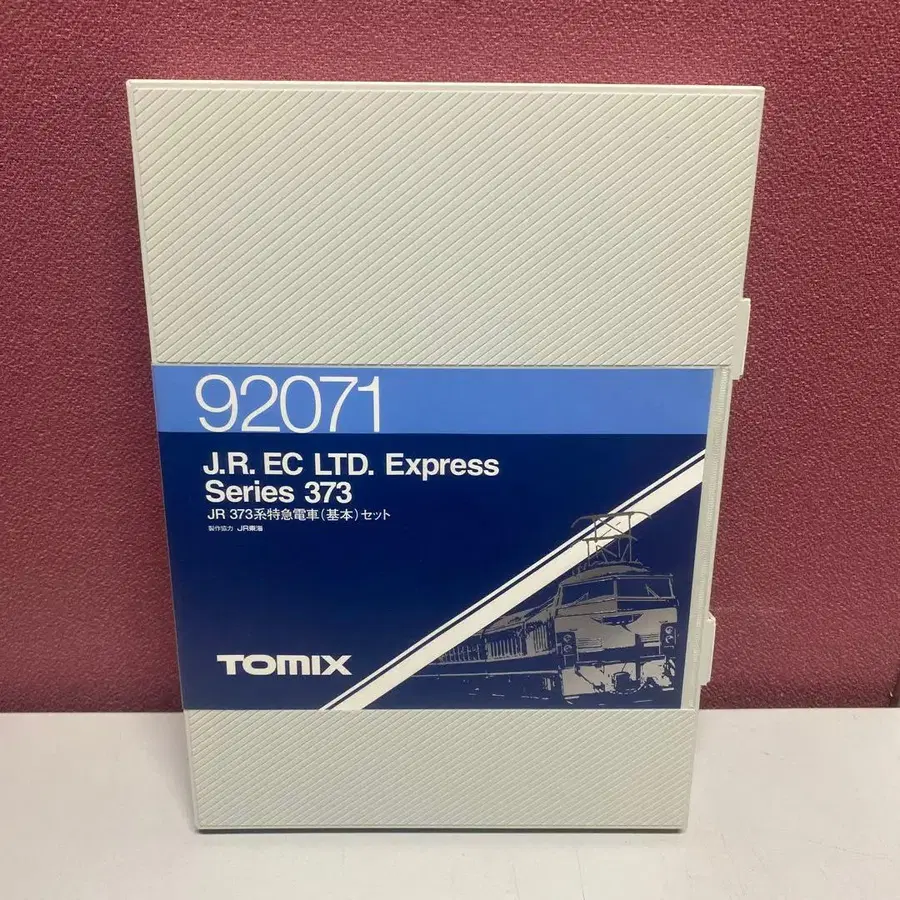 92071
J.R. EC LTD. Express
Series 373
JR 373系特急電車(基本)セット
製作協力 JR東海
TOMIX